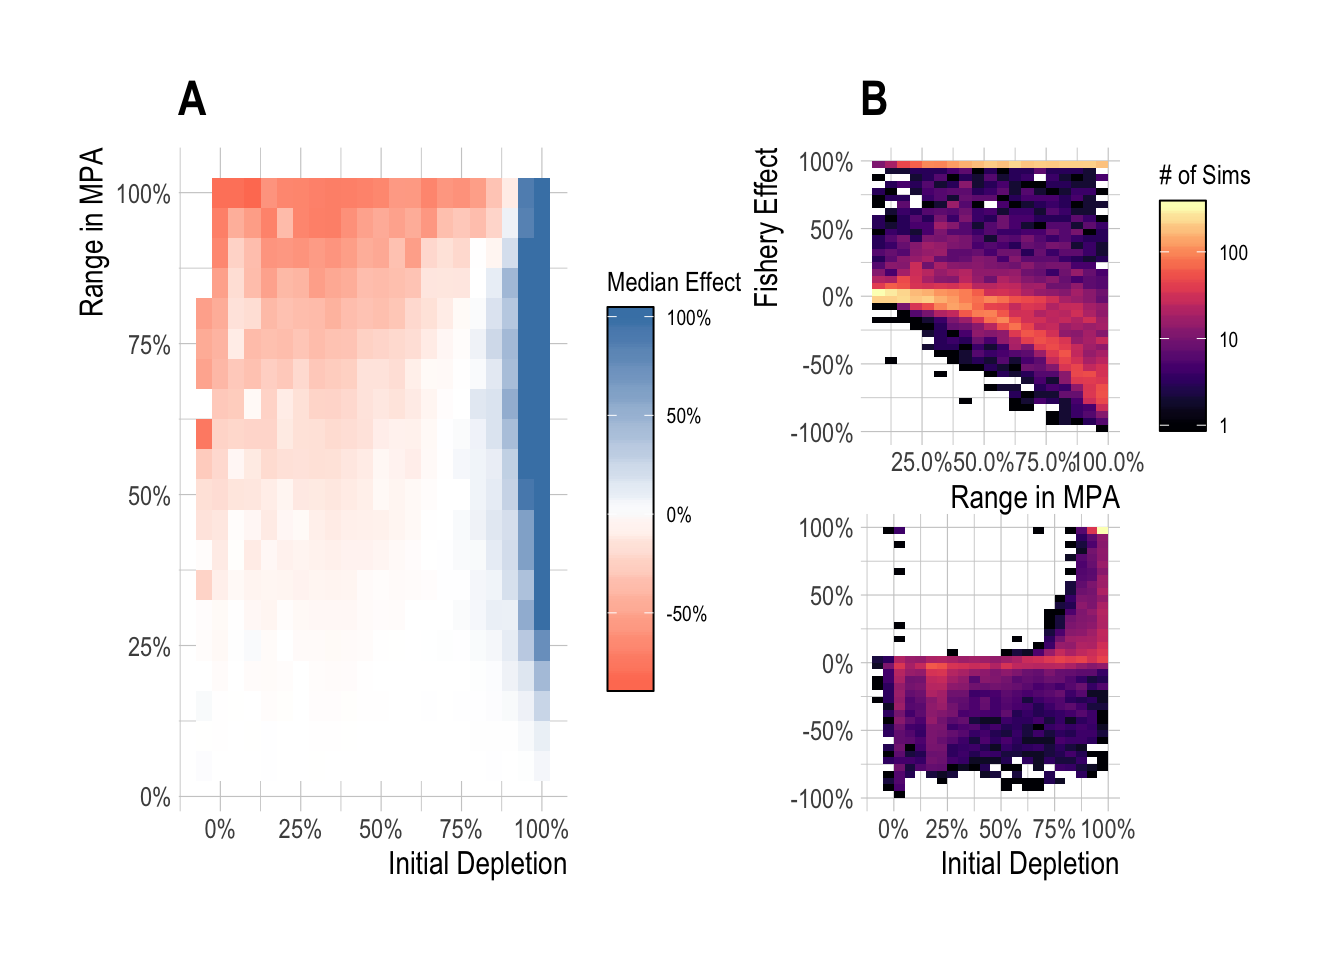 A
Range in MPA
100%
75%
50%
25%
0%
0% 25% 50% 75% 100%
Initial Depletion
Median Effect
100%
50%
0%
-50%
B
Fishery Effect
100%
50%
0%
-50%
-100%
25.0% 50.0% 75.0% 100.0%
Range in MPA
# of Sims
100
10
1
100%
50%
0%
-50%
-100%
0% 25% 50% 75% 100%
Initial Depletion